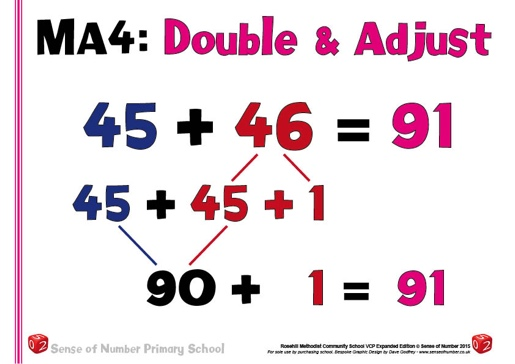 MA4: Double & Adjust
45 + 46 = 91
45 + 45 + 1
90 + 1 = 91
Sense of Number Primary School
Rosehill Methodist Community School VCP Expanded Edition © Sense of Number 2015
For sole use by purchasing school. Bespoke Graphic Design by Dave Godfrey - www.senseofnumber.co.uk